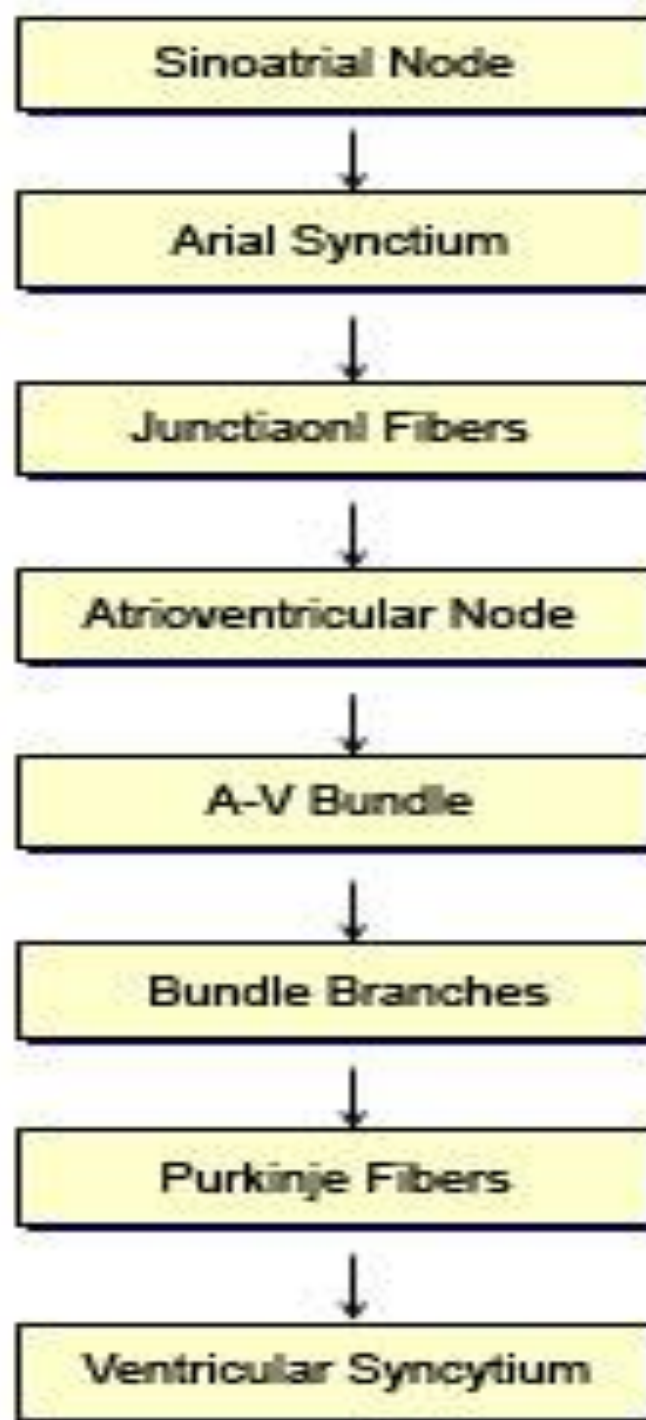 Sinoatrial Node
Arial Synctium
Junctiaonl Fibers
Atrioventricular Node
A-V Bundle
Bundle Branches
Purkinje Fibers
Ventricular Syncytium